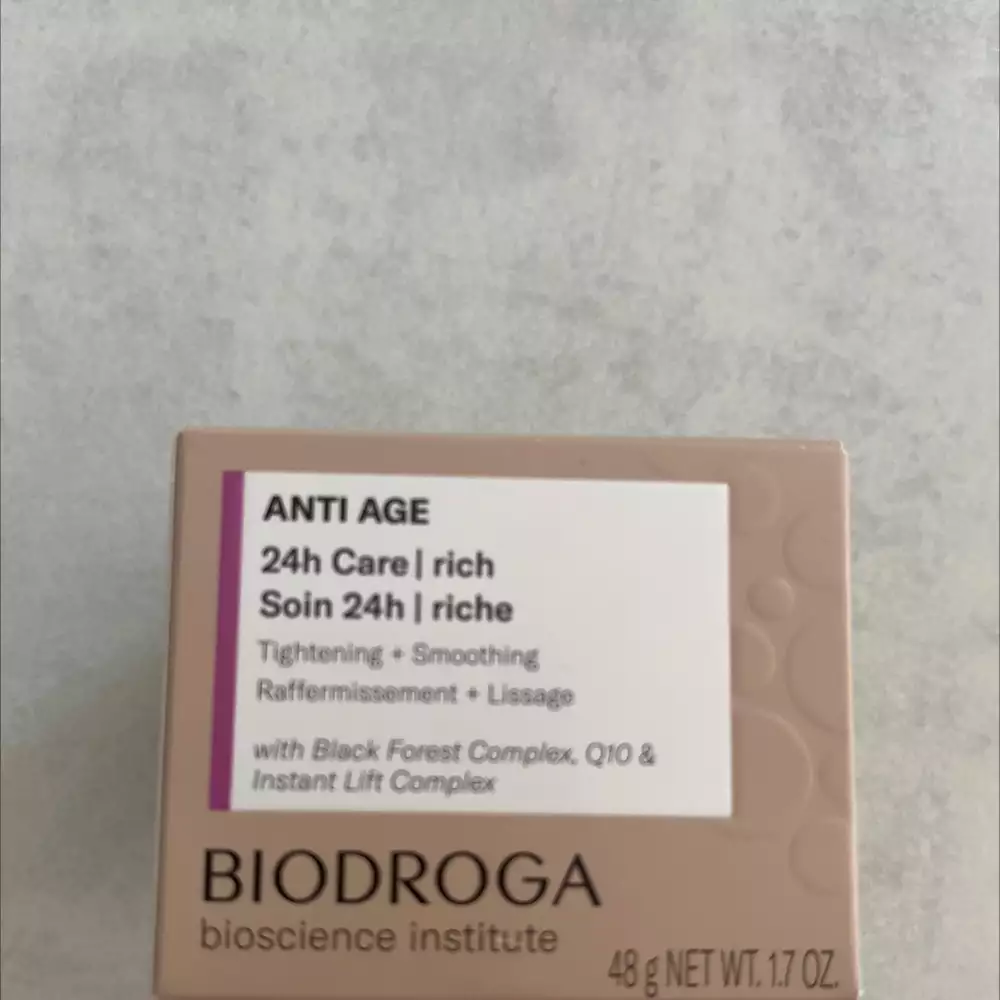 ANTI AGE
24h Care | rich
Soin 24h | riche
Tightening + Smoothing
Raffermissement + Lissage
with Black Forest Complex, Q10 &
Instant Lift Complex
BIODROGA
bioscience institute
48 g NET WT. 1.7 OZ.